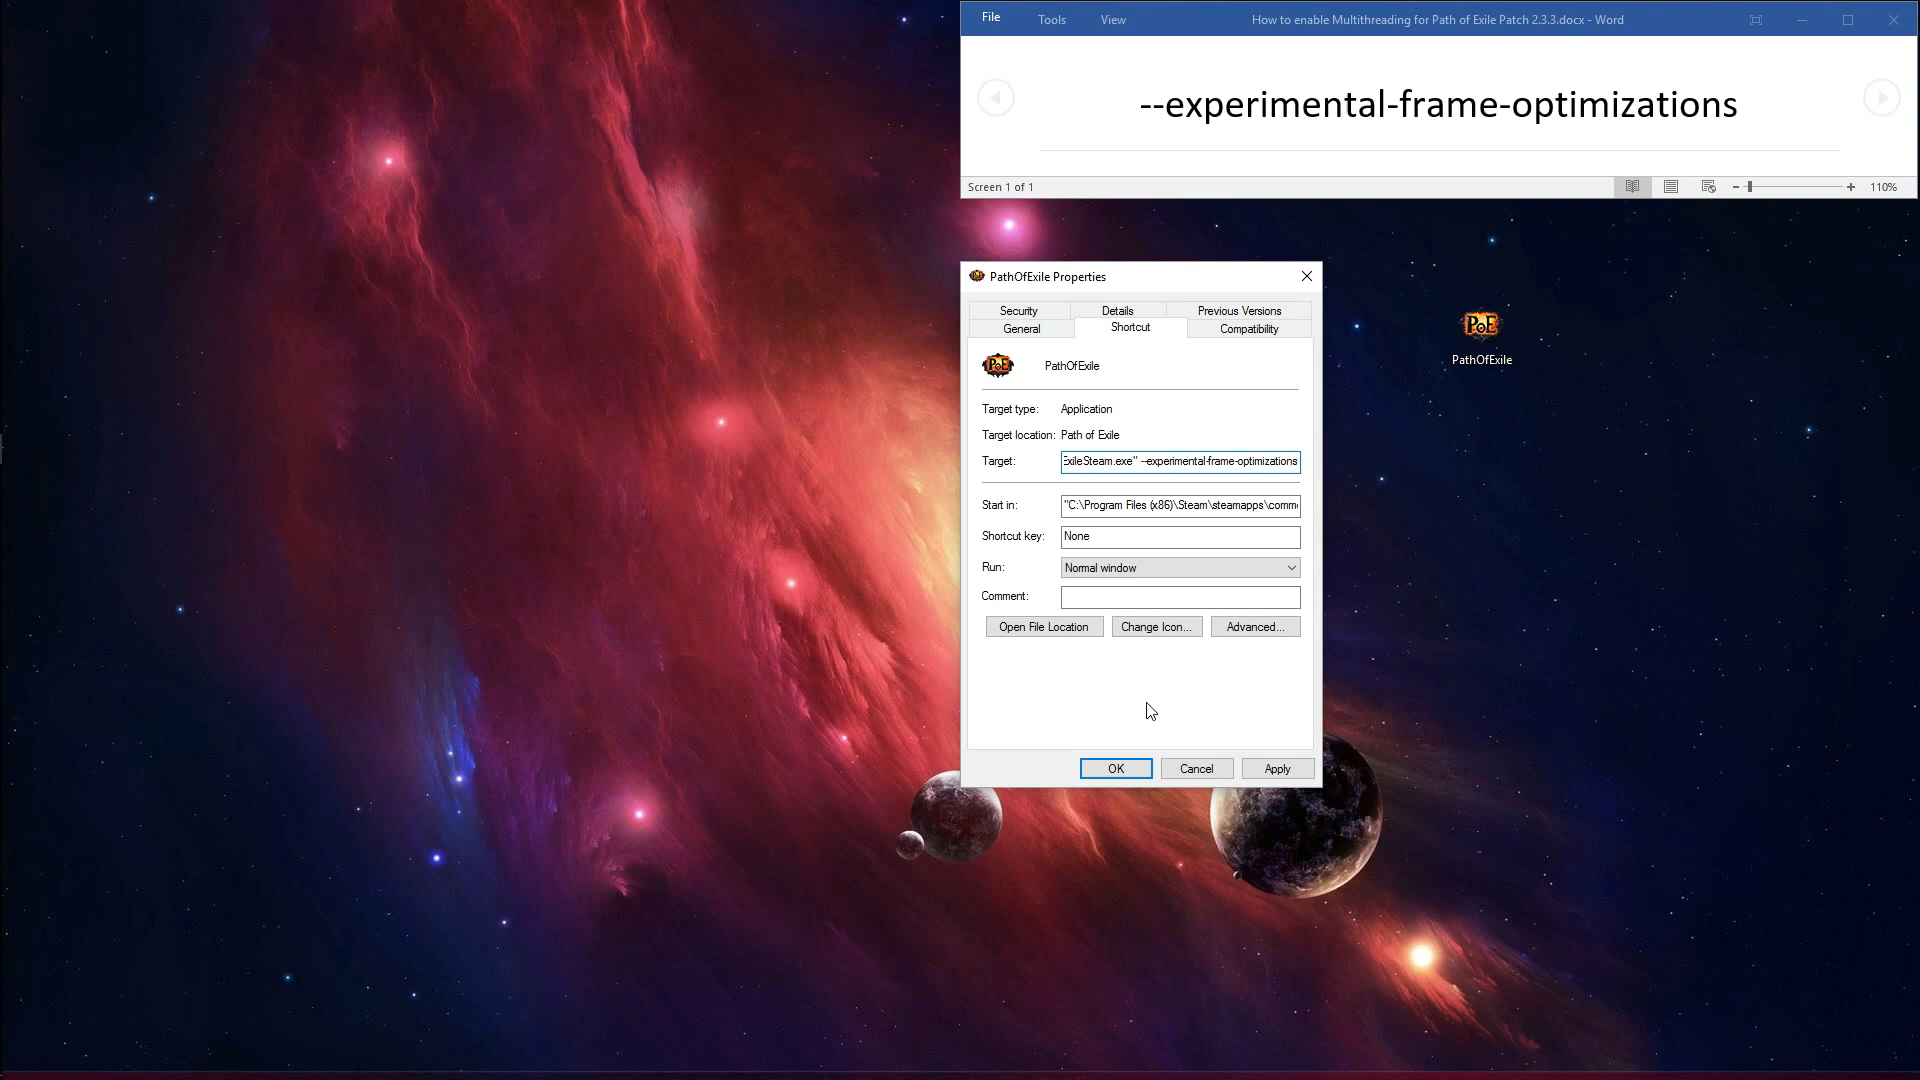 File Tools View How to enable Multithreading for Path of Exile Patch 2.3.3.docx - Word
--experimental-frame-optimizations
Screen 1 of 1
110%
PathOfExile Properties
Security Details Previous Versions
General Shortcut Compatibility
PoE PathOfExile
Target type: Application
Target location: Path of Exile
Target: ExileSteam.exe" --experimental-frame-optimizations
Start in: "C:\Program Files (x86)\Steam\steamapps\comm
Shortcut key: None
Run: Normal window
Comment:
Open File Location Change Icon... Advanced...
OK Cancel Apply
PoE
PathOfExile